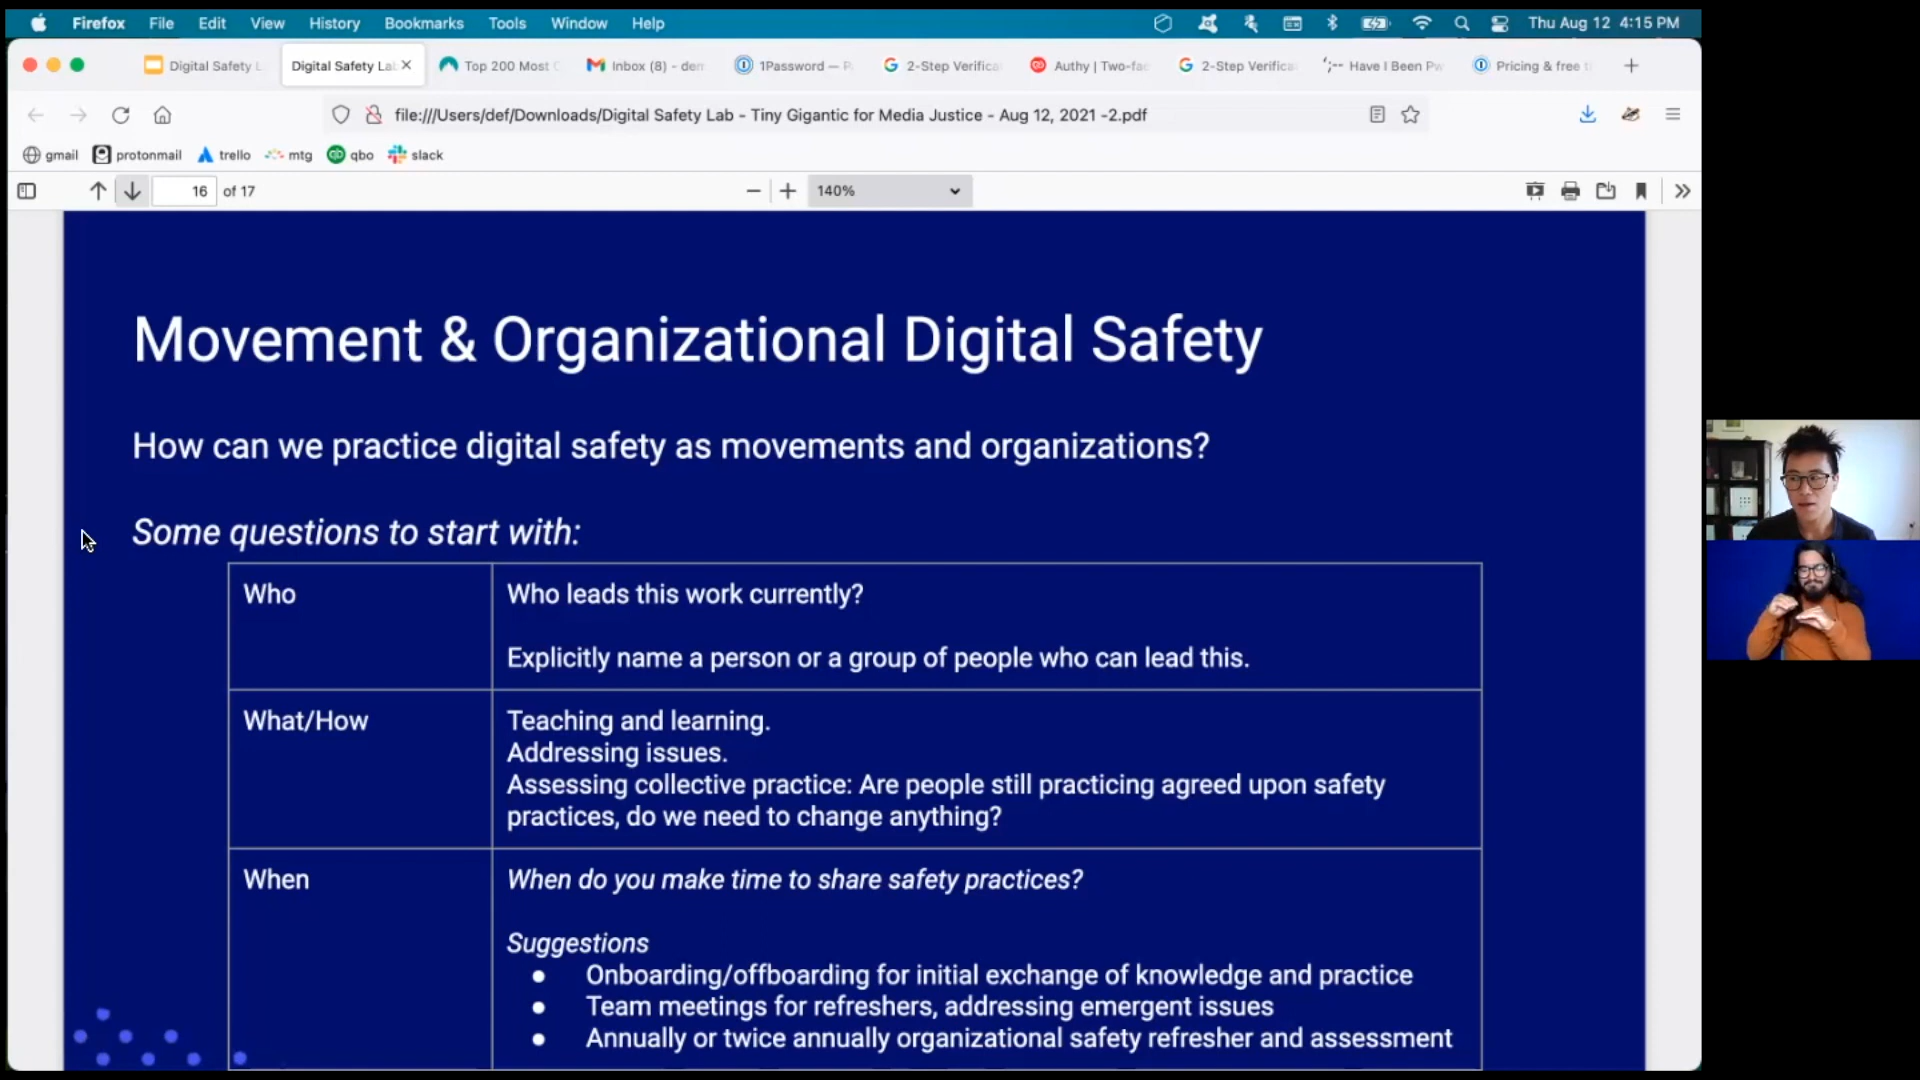 Firefox File Edit View History Bookmarks Tools Window Help Thu Aug 12 4:15 PM
Digital Safety L Digital Safety La Top 200 Most Inbox (8) - den 1Password — P 2-Step Verifica Authy | Two-fac 2-Step Verifica Have I Been Pw Pricing & free t
file:///Users/def/Downloads/Digital Safety Lab - Tiny Gigantic for Media Justice - Aug 12, 2021 -2.pdf
gmail protonmail trello mtg qbo slack
16 of 17 140%
Movement & Organizational Digital Safety
How can we practice digital safety as movements and organizations?
Some questions to start with:
Who
Who leads this work currently?
Explicitly name a person or a group of people who can lead this.
What/How
Teaching and learning.
Addressing issues.
Assessing collective practice: Are people still practicing agreed upon safety
practices, do we need to change anything?
When
When do you make time to share safety practices?
Suggestions
● Onboarding/offboarding for initial exchange of knowledge and practice
● Team meetings for refreshers, addressing emergent issues
● Annually or twice annually organizational safety refresher and assessment